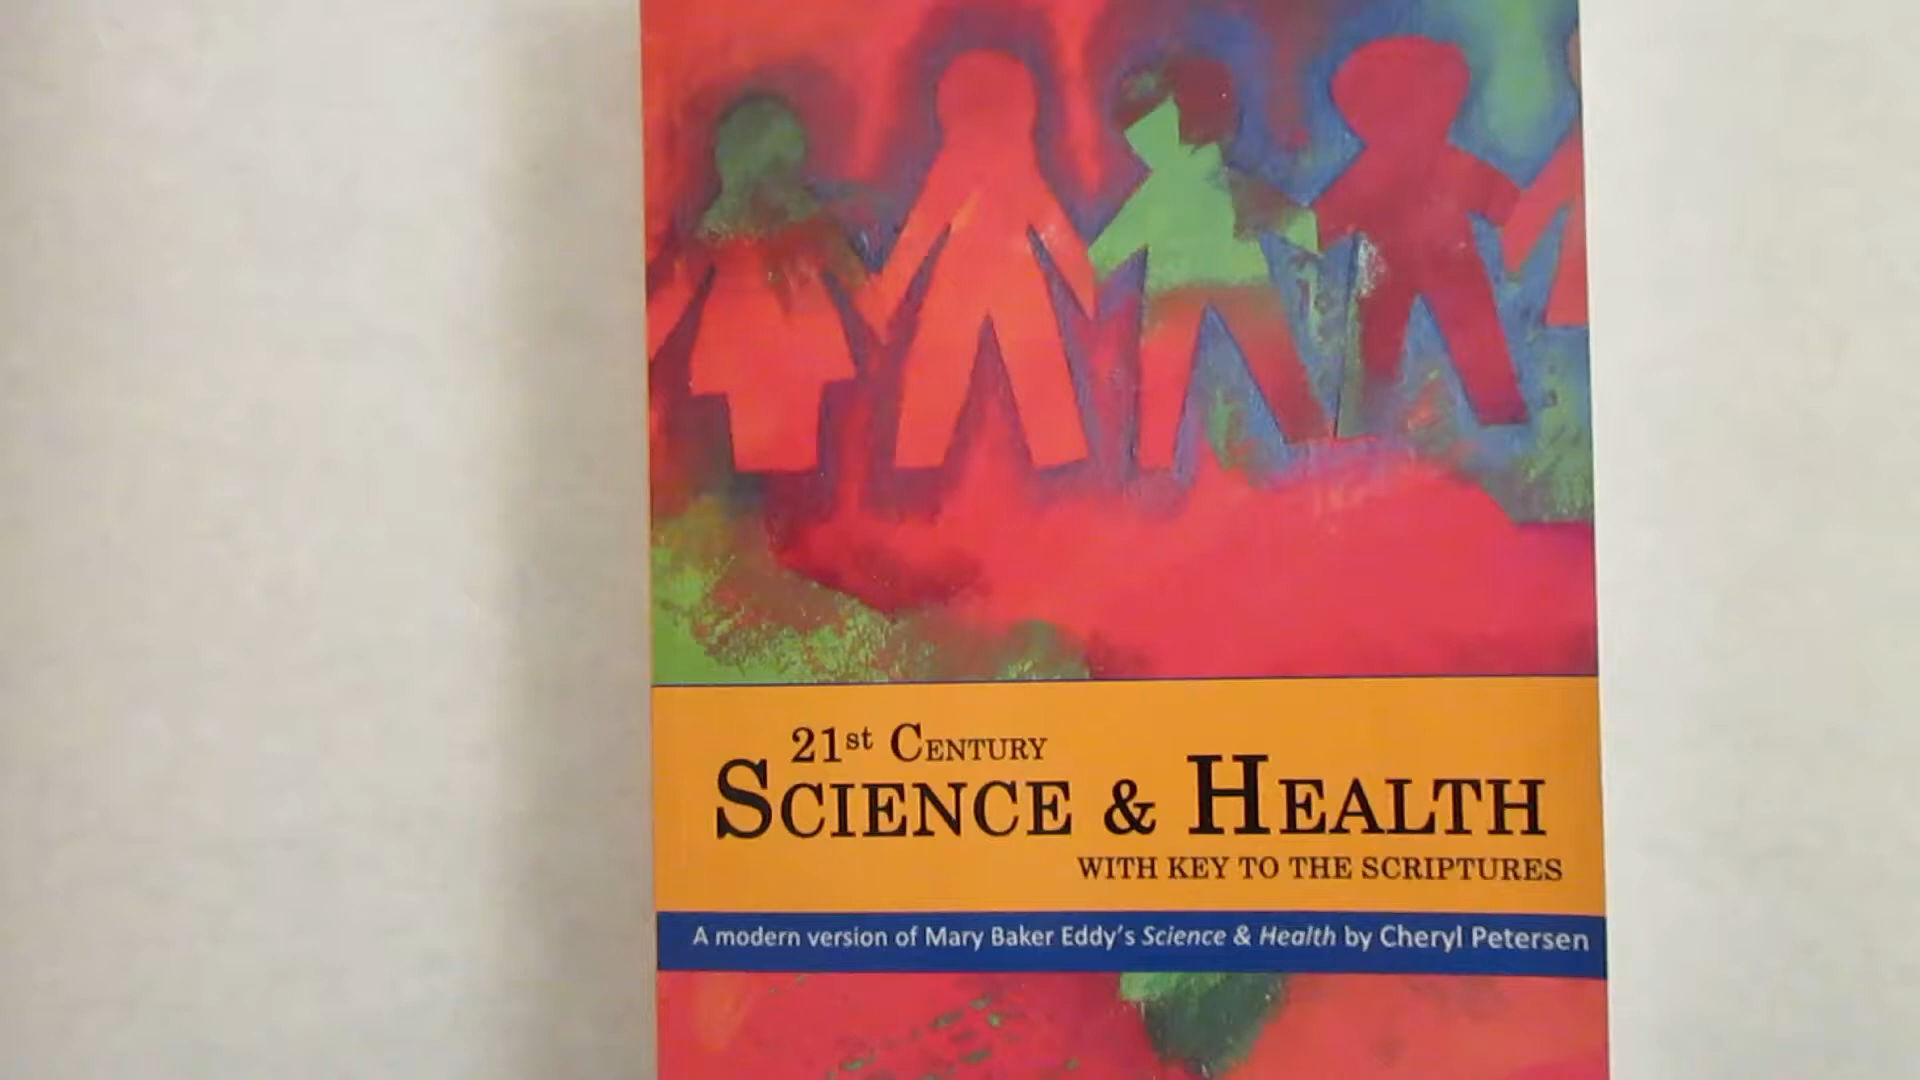 21st CENTURY
SCIENCE & HEALTH
WITH KEY TO THE SCRIPTURES
A modern version of Mary Baker Eddy's Science & Health by Cheryl Petersen